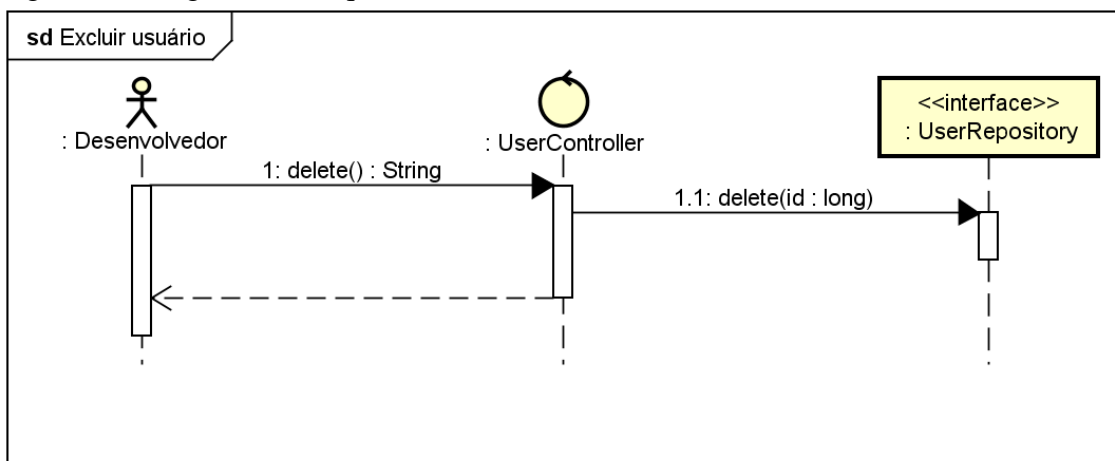 sd Excluir usuário
<<interface>>
: UserRepository
: Desenvolvedor
: UserController
1: delete() : String
1.1: delete(id : long)